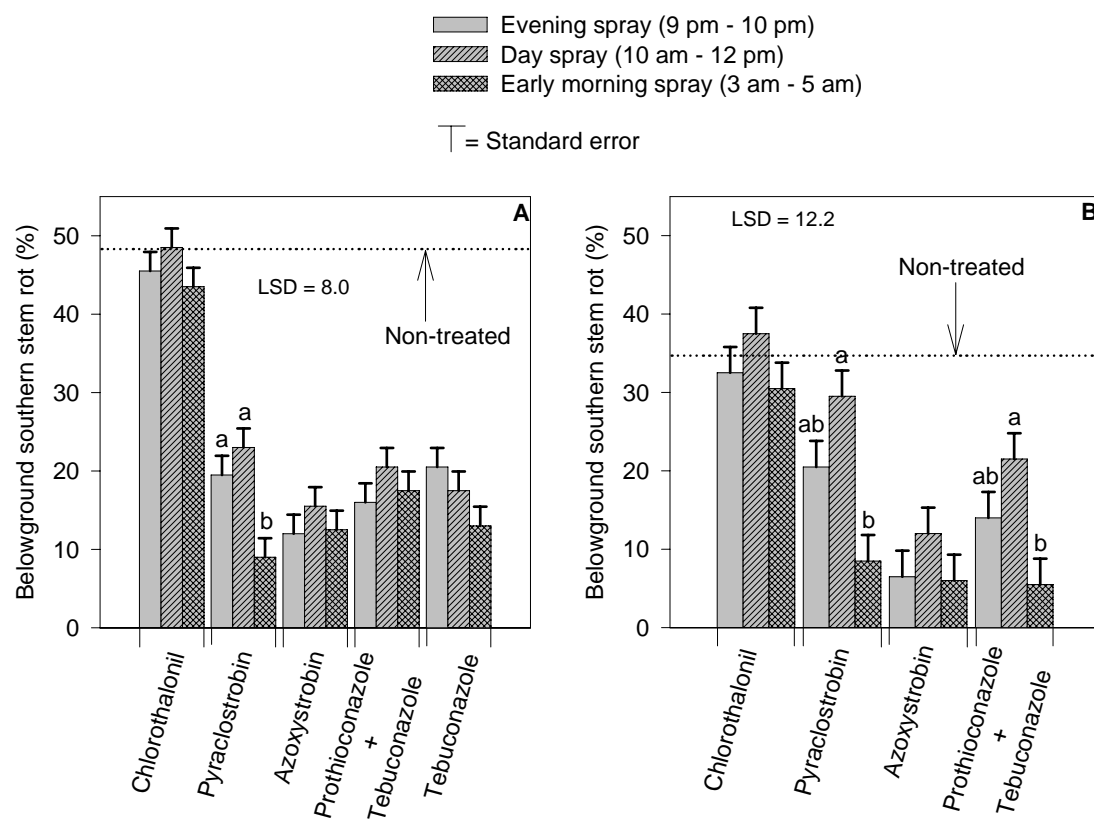 Evening spray (9 pm - 10 pm)
Day spray (10 am - 12 pm)
Early morning spray (3 am - 5 am)
= Standard error
A
Belowground southern stem rot (%)
50
40
30
20
10
0
LSD = 8.0
Non-treated
a
a
b
Chlorothalonil
Pyraclostrobin
Azoxystrobin
Prothioconazole
+
Tebuconazole
Tebuconazole
B
Belowground southern stem rot (%)
50
40
30
20
10
0
LSD = 12.2
Non-treated
ab
a
b
ab
a
b
Chlorothalonil
Pyraclostrobin
Azoxystrobin
Prothioconazole
+
Tebuconazole